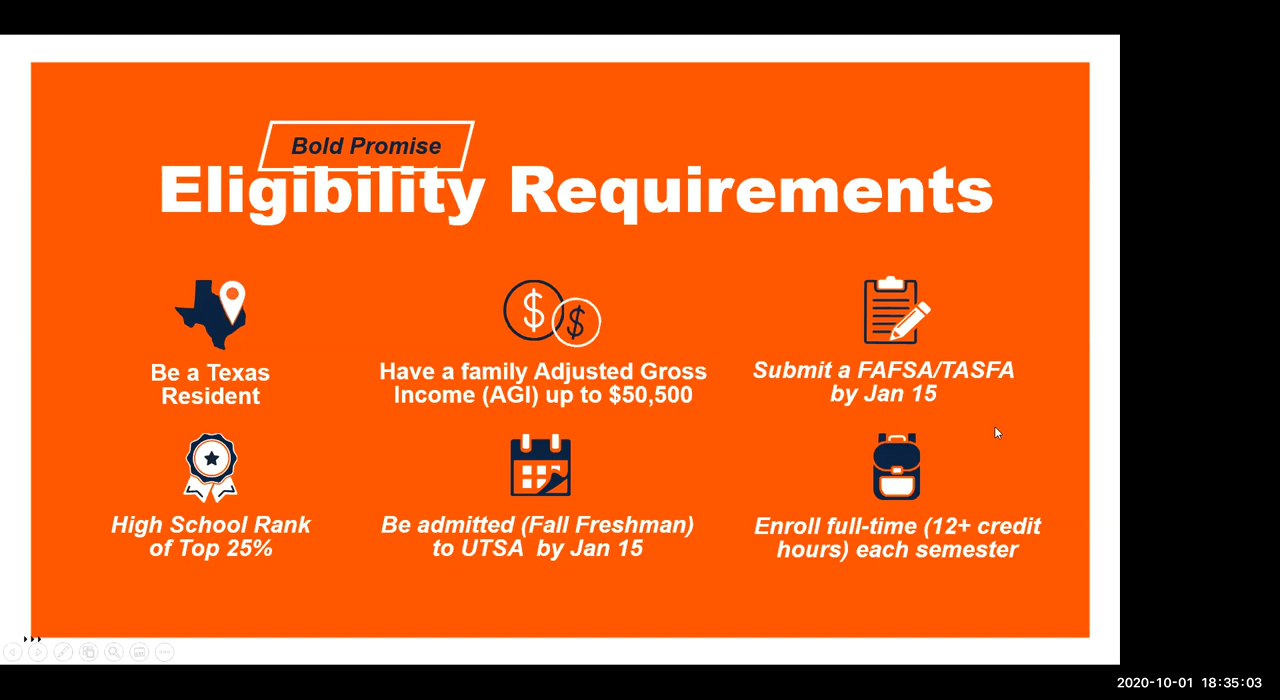 Bold Promise
Eligibility Requirements
Be a Texas
Resident
Have a family Adjusted Gross
Income (AGI) up to $50,500
Submit a FAFSA/TASFA
by Jan 15
High School Rank
of Top 25%
Be admitted (Fall Freshman)
to UTSA by Jan 15
Enroll full-time (12+ credit
hours) each semester
2020-10-01 18:35:03